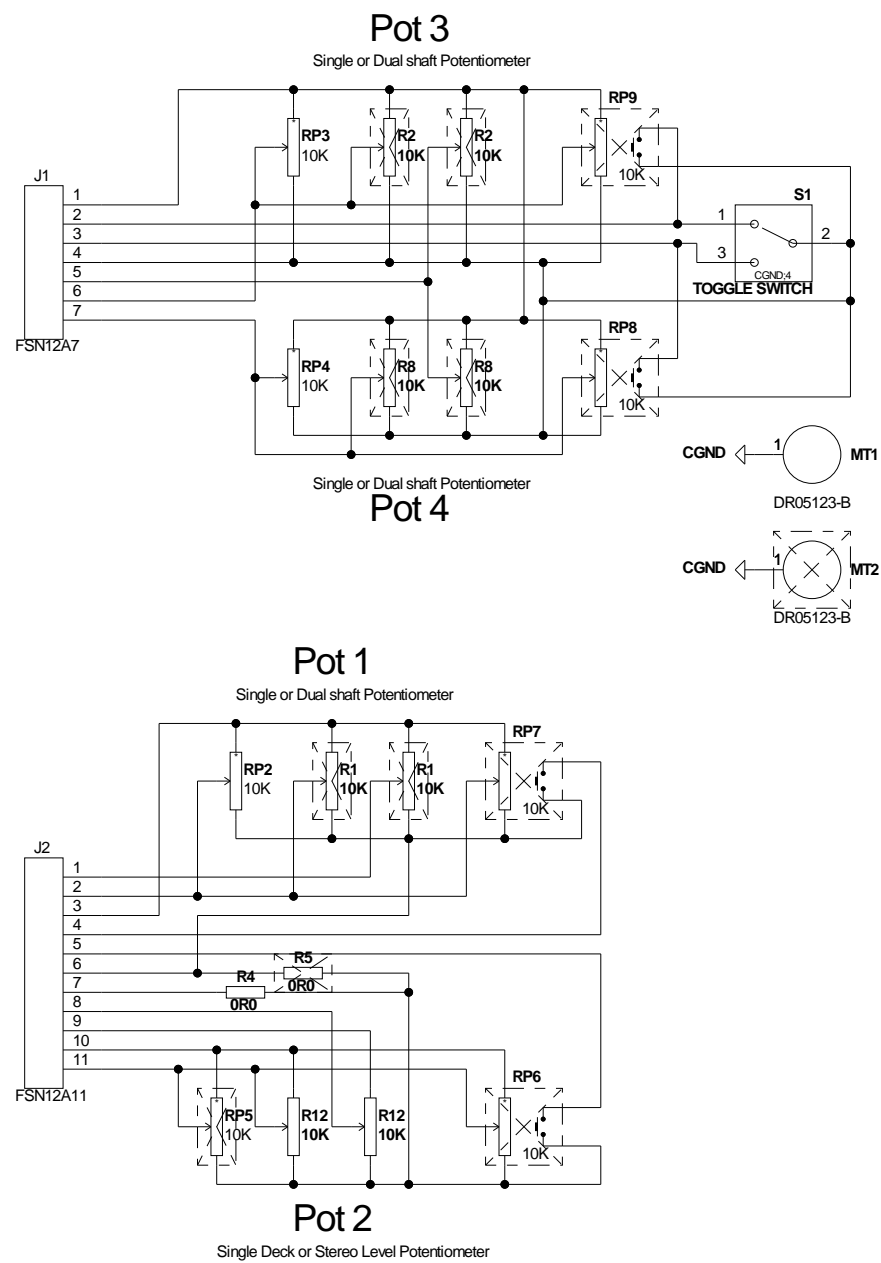 Pot 3
Single or Dual shaft Potentiometer
RP9
RP3
10K
R2
10K
R2
10K
10K
J1
1
2
3
4
5
6
7
FSN12A7
S1
1
2
3
CGND;4
TOGGLE SWITCH
RP8
RP4
10K
R8
10K
R8
10K
10K
CGND
1
MT1
DR05123-B
Single or Dual shaft Potentiometer
Pot 4
CGND
1
MT2
DR05123-B
Pot 1
Single or Dual shaft Potentiometer
RP7
RP2
10K
R1
10K
R1
10K
10K
J2
1
2
3
4
5
6
7
8
9
10
11
FSN12A11
R5
0R0
R4
0R0
RP6
RP5
10K
R12
10K
R12
10K
10K
Pot 2
Single Deck or Stereo Level Potentiometer